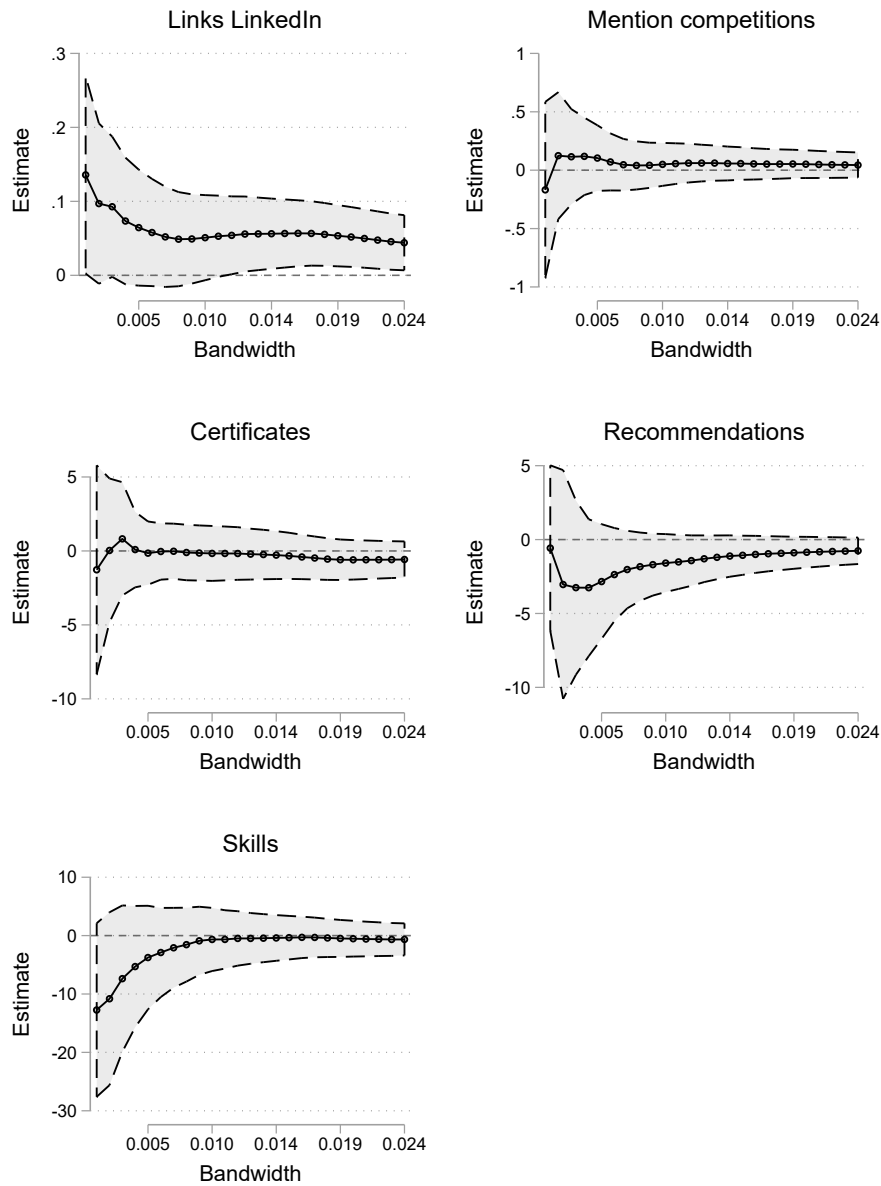 Links LinkedIn
.3
.2
.1
0
Estimate
0.005 0.010 0.014 0.019 0.024
Bandwidth
Mention competitions
1
.5
0
-.5
-1
Estimate
0.005 0.010 0.014 0.019 0.024
Bandwidth
Certificates
5
0
-5
-10
Estimate
0.005 0.010 0.014 0.019 0.024
Bandwidth
Recommendations
5
0
-5
-10
Estimate
0.005 0.010 0.014 0.019 0.024
Bandwidth
Skills
10
0
-10
-20
-30
Estimate
0.005 0.010 0.014 0.019 0.024
Bandwidth